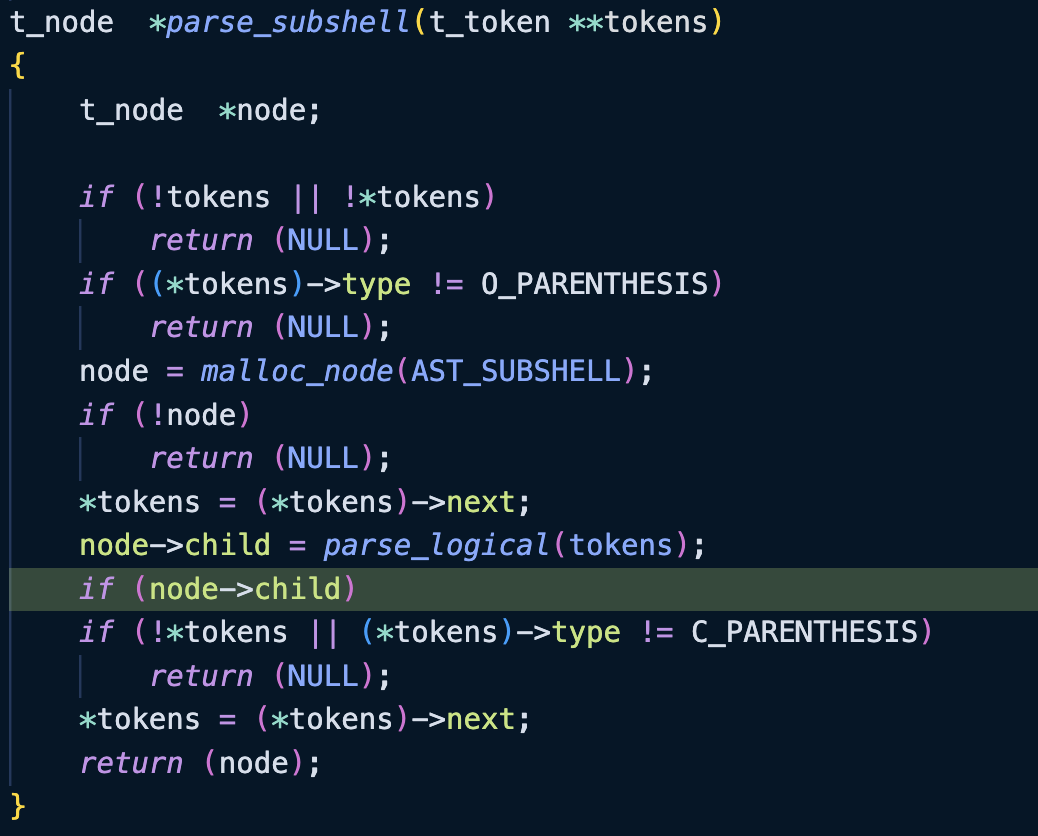 t_node  *parse_subshell(t_token **tokens)
{
    t_node  *node;

    if (!tokens || !*tokens)
        return (NULL);
    if ((*tokens)->type != O_PARENTHESIS)
        return (NULL);
    node = malloc_node(AST_SUBSHELL);
    if (!node)
        return (NULL);
    *tokens = (*tokens)->next;
    node->child = parse_logical(tokens);
    if (node->child)
    if (!*tokens || (*tokens)->type != C_PARENTHESIS)
        return (NULL);
    *tokens = (*tokens)->next;
    return (node);
}